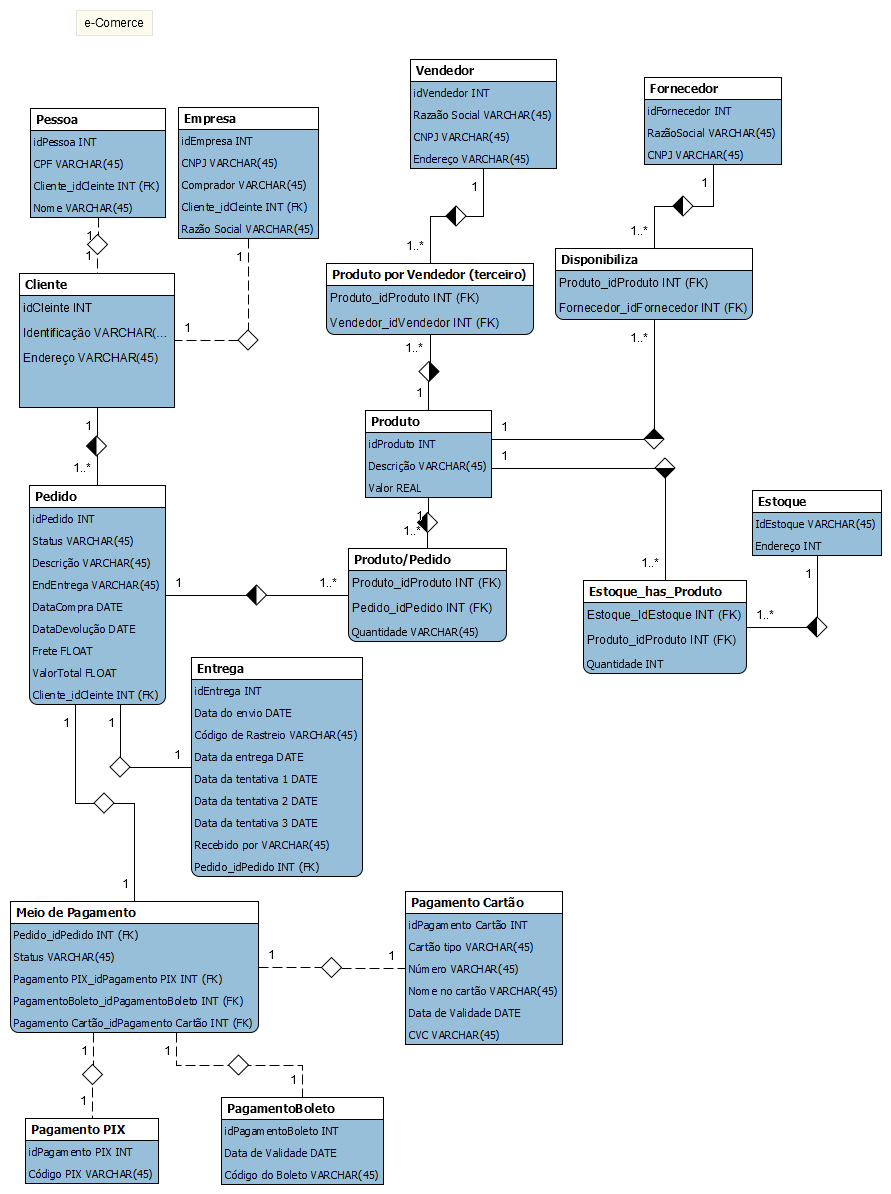 e-Comerce
Vendedor
idVendedor INT
Razaão Social VARCHAR(45)
CNPJ VARCHAR(45)
Endereço VARCHAR(45)
Fornecedor
idFornecedor INT
RazãoSocial VARCHAR(45)
CNPJ VARCHAR(45)
Pessoa
idPessoa INT
CPF VARCHAR(45)
Cliente_idCleinte INT (FK)
Nome VARCHAR(45)
Empresa
idEmpresa INT
CNPJ VARCHAR(45)
Comprador VARCHAR(45)
Cliente_idCleinte INT (FK)
Razão Social VARCHAR(45)
1
1
1
1
1
1
1..*
1..*
Cliente
idCleinte INT
Identificação VARCHAR(...
Endereço VARCHAR(45)
Produto por Vendedor (terceiro)
Produto_idProduto INT (FK)
Vendedor_idVendedor INT (FK)
Disponibiliza
Produto_idProduto INT (FK)
Fornecedor_idFornecedor INT (FK)
1..*
1
1..*
1
1
1
1..*
Produto
idProduto INT
Descrição VARCHAR(45)
Valor REAL
1
1..*
1..*
Pedido
idPedido INT
Status VARCHAR(45)
Descrição VARCHAR(45)
EndEntrega VARCHAR(45)
DataCompra DATE
DataDevolução DATE
Frete FLOAT
ValorTotal FLOAT
Cliente_idCleinte INT (FK)
1
1..*
Produto/Pedido
Produto_idProduto INT (FK)
Pedido_idPedido INT (FK)
Quantidade VARCHAR(45)
Estoque
IdEstoque VARCHAR(45)
Endereço INT
1
1..*
Estoque_has_Produto
Estoque_IdEstoque INT (FK)
Produto_idProduto INT (FK)
Quantidade INT
1
1
1
Entrega
idEntrega INT
Data do envio DATE
Código de Rastreio VARCHAR(45)
Data da entrega DATE
Data da tentativa 1 DATE
Data da tentativa 2 DATE
Data da tentativa 3 DATE
Recebido por VARCHAR(45)
Pedido_idPedido INT (FK)
1
Meio de Pagamento
Pedido_idPedido INT (FK)
Status VARCHAR(45)
Pagamento PIX_idPagamento PIX INT (FK)
PagamentoBoleto_idPagamentoBoleto INT (FK)
Pagamento Cartão_idPagamento Cartão INT (FK)
1
1
Pagamento Cartão
idPagamento Cartão INT
Cartão tipo VARCHAR(45)
Número VARCHAR(45)
Nome no cartão VARCHAR(45)
Data de Validade DATE
CVC VARCHAR(45)
1
1
1
1
Pagamento PIX
idPagamento PIX INT
Código PIX VARCHAR(45)
PagamentoBoleto
idPagamentoBoleto INT
Data de Validade DATE
Código do Boleto VARCHAR(45)